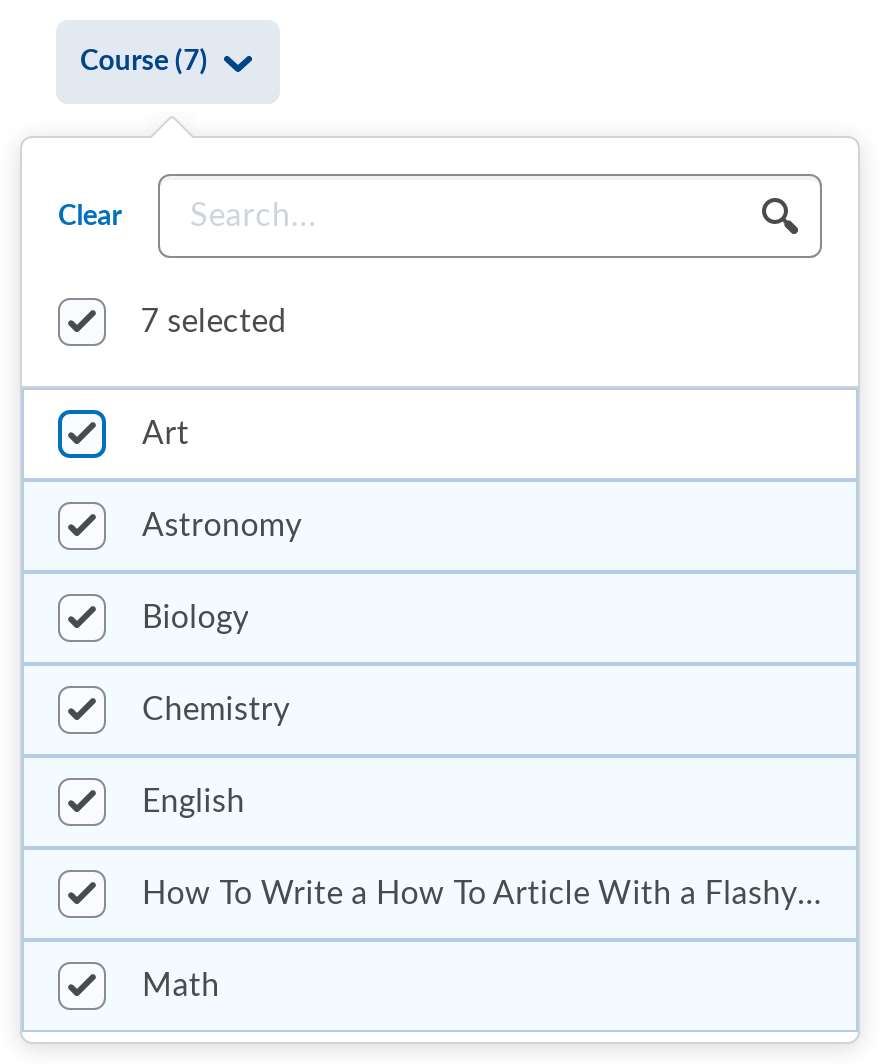 Course (7)
Clear
Search...
7 selected
Art
Astronomy
Biology
Chemistry
English
How To Write a How To Article With a Flashy...
Math